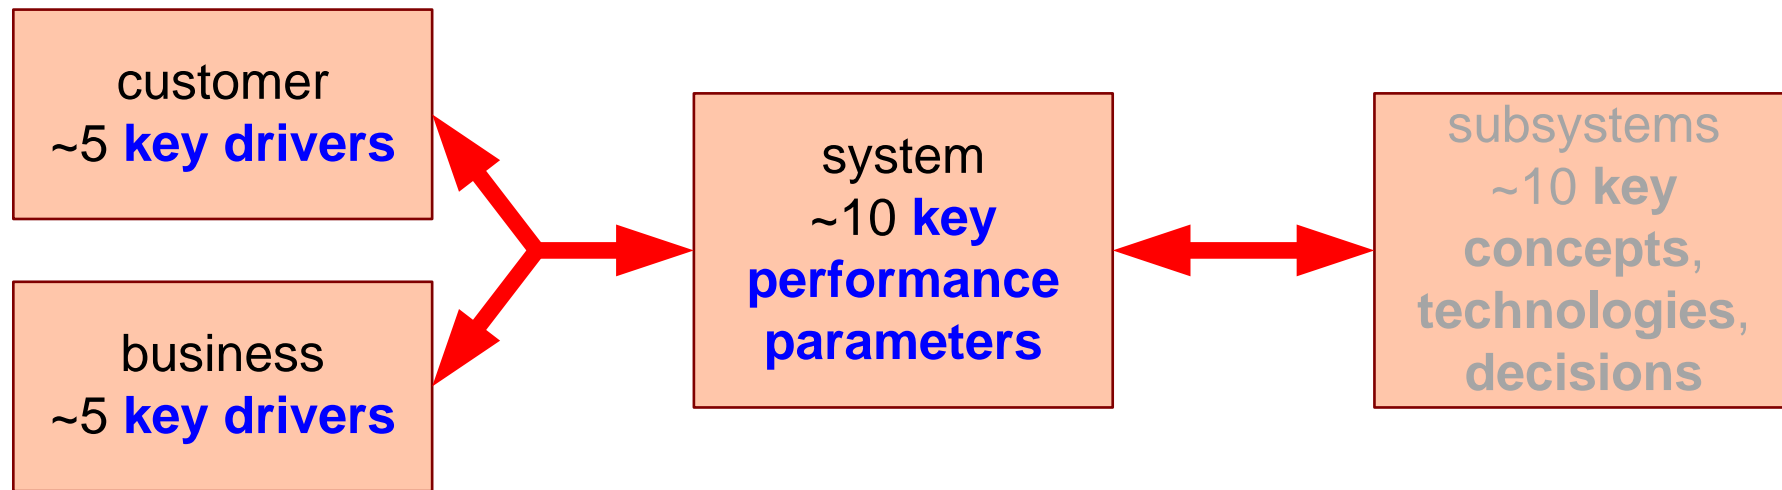 customer
~5 key drivers
business
~5 key drivers
system
~10 key
performance
parameters
subsystems
~10 key
concepts,
technologies,
decisions